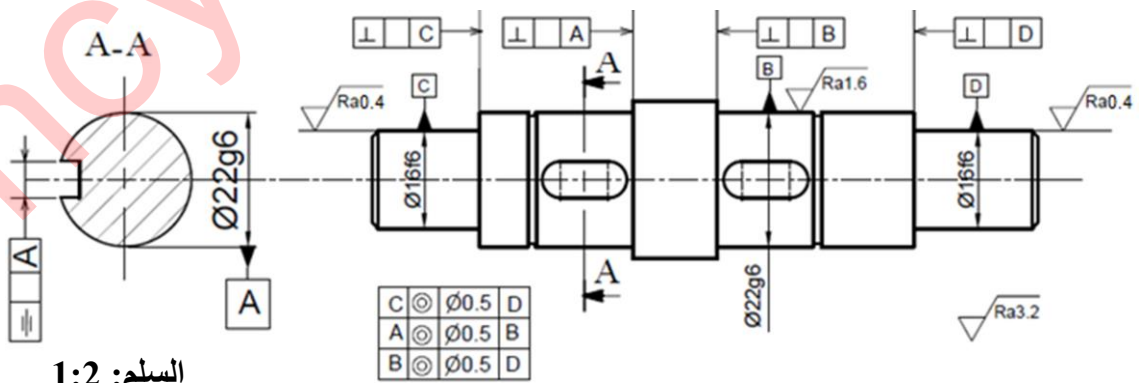 A-A
Ø22g6
A
A
⌯
⊥ C
⊥ A
⊥ B
⊥ D
Ra0.4
C
A
B
Ra1.6
D
Ra0.4
Ø16f6
Ø16f6
A
Ø22g6
C ◎ Ø0.5 D
A ◎ Ø0.5 B
B ◎ Ø0.5 D
Ra3.2
السلم: 1:2